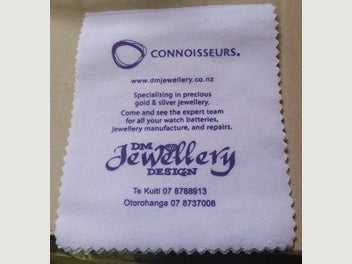 CONNOISSEURS.
www.dmjewellery.co.nz
Specialising in precious
gold & silver jewellery.
Come and see the expert team
for all your watch batteries,
jewellery manufacture, and repairs.
DM
Jewellery
DESIGN
Te Kuiti 07 8788913
Otorohanga 07 8737008